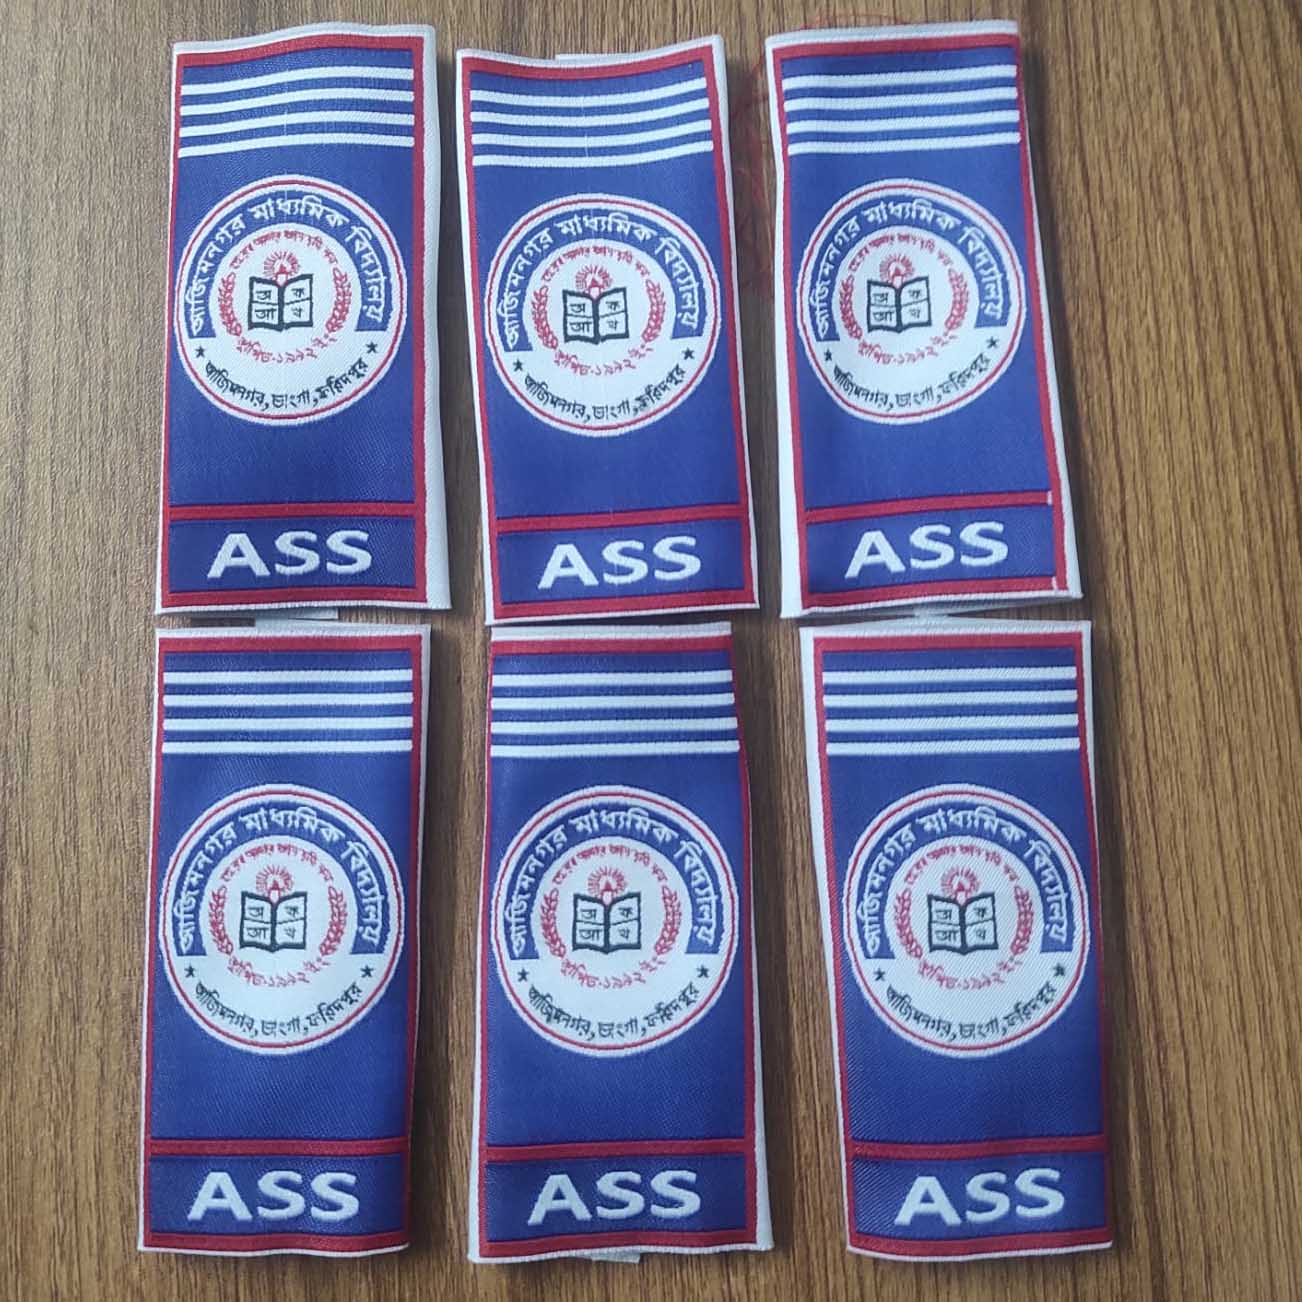 আজিমনগর মাধ্যমিক বিদ্যালয়
অ ক
আ খ
স্থাপিত-১৯৯২ ইং
আজিমনগর, ভাংগা, ফরিদপুর
ASS
আজিমনগর মাধ্যমিক বিদ্যালয়
অ ক
আ খ
স্থাপিত-১৯৯২ ইং
আজিমনগর, ভাংগা, ফরিদপুর
ASS
আজিমনগর মাধ্যমিক বিদ্যালয়
অ ক
আ খ
স্থাপিত-১৯৯২ ইং
আজিমনগর, ভাংগা, ফরিদপুর
ASS
আজিমনগর মাধ্যমিক বিদ্যালয়
অ ক
আ খ
স্থাপিত-১৯৯২ ইং
আজিমনগর, ভাংগা, ফরিদপুর
ASS
আজিমনগর মাধ্যমিক বিদ্যালয়
অ ক
আ খ
স্থাপিত-১৯৯২ ইং
আজিমনগর, ভাংগা, ফরিদপুর
ASS
আজিমনগর মাধ্যমিক বিদ্যালয়
অ ক
আ খ
স্থাপিত-১৯৯২ ইং
আজিমনগর, ভাংগা, ফরিদপুর
ASS